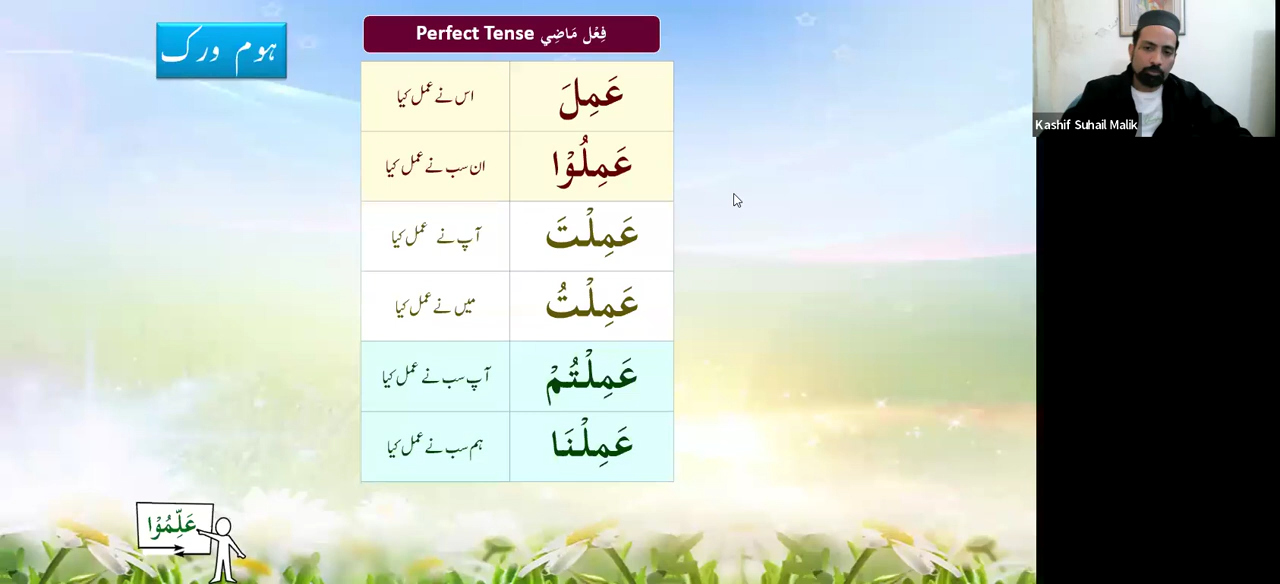 ہوم ورک
فِعْل مَاضِي Perfect Tense
عَمِلَ اس نے عمل کیا
عَمِلُوْا ان سب نے عمل کیا
عَمِلْتَ آپ نے عمل کیا
عَمِلْتُ میں نے عمل کیا
عَمِلْتُمْ آپ سب نے عمل کیا
عَمِلْنَا ہم سب نے عمل کیا
عَلِّمُوْا
Kashif Suhail Malik